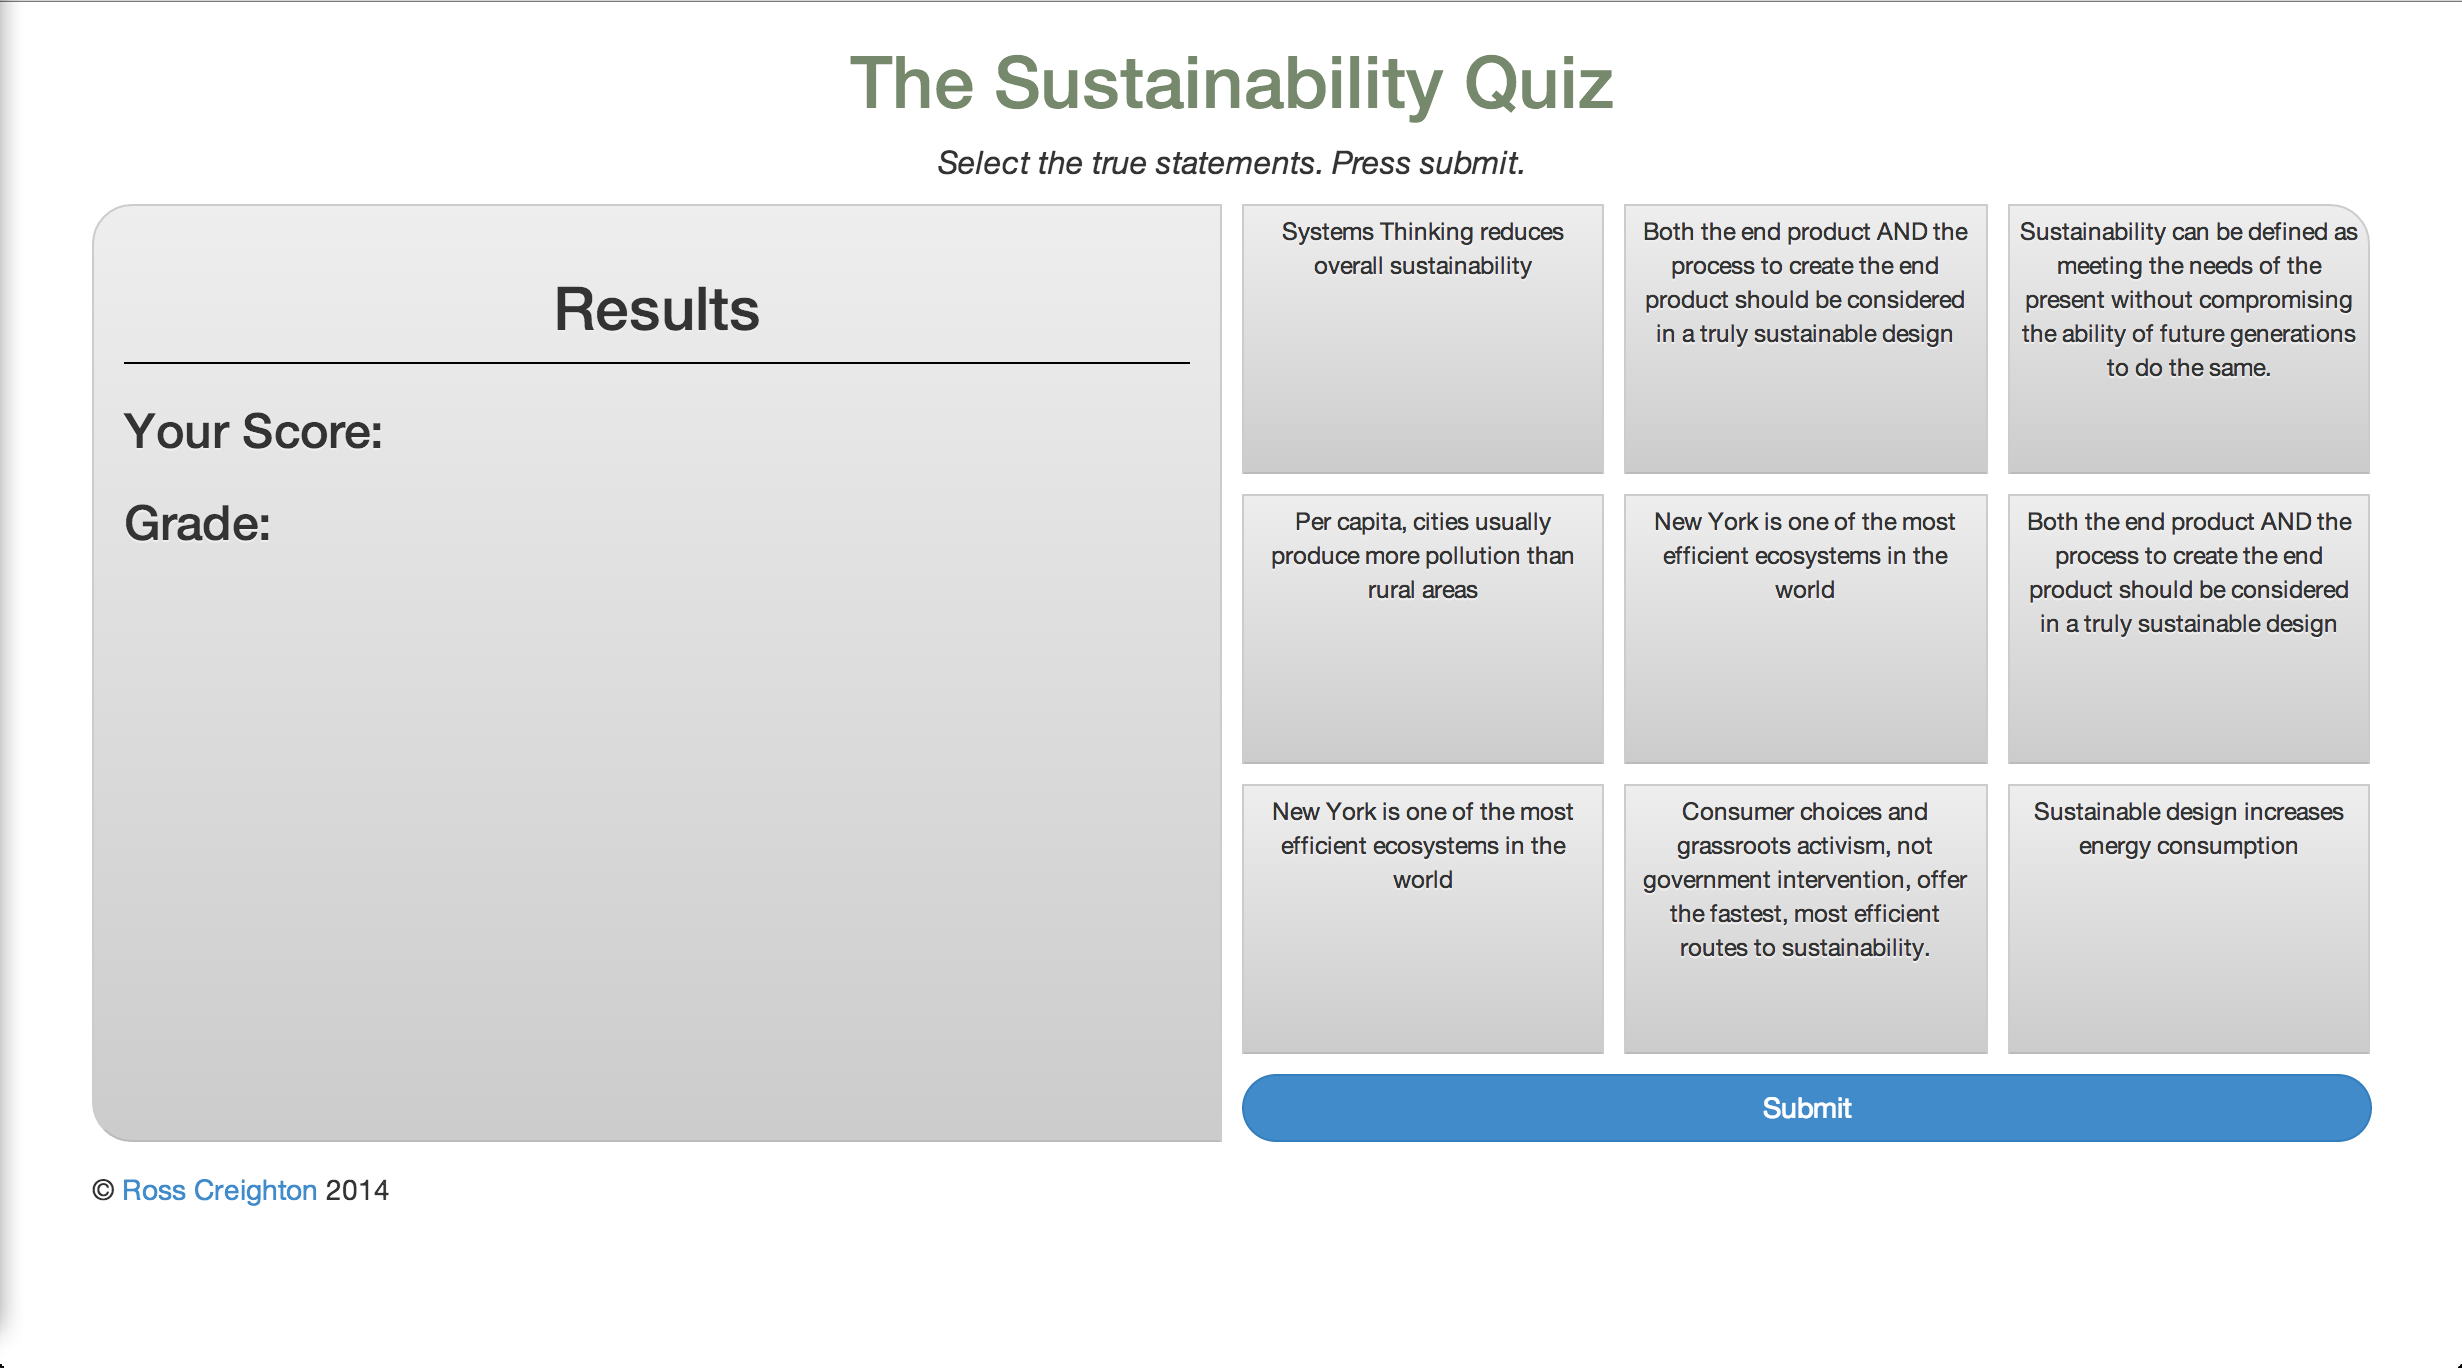 The Sustainability Quiz
Select the true statements. Press submit.
Results
Your Score:
Grade:
Systems Thinking reduces
overall sustainability
Both the end product AND the
process to create the end
product should be considered
in a truly sustainable design
Sustainability can be defined as
meeting the needs of the
present without compromising
the ability of future generations
to do the same.
Per capita, cities usually
produce more pollution than
rural areas
New York is one of the most
efficient ecosystems in the
world
Both the end product AND the
process to create the end
product should be considered
in a truly sustainable design
New York is one of the most
efficient ecosystems in the
world
Consumer choices and
grassroots activism, not
government intervention, offer
the fastest, most efficient
routes to sustainability.
Sustainable design increases
energy consumption
Submit
© Ross Creighton 2014